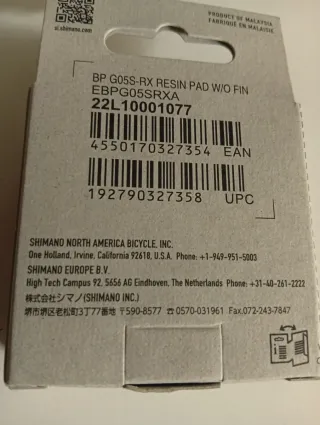 si.shimano.com
PRODUCT OF MALAYSIA
FABRIQUÉ EN MALAISIE
BP G05S-RX RESIN PAD W/O FIN
EBPG05SRXA
22L10001077
4550170327354 EAN
192790327358 UPC
SHIMANO NORTH AMERICA BICYCLE, INC.
One Holland, Irvine, California 92618, U.S.A. Phone: +1-949-951-5003
SHIMANO EUROPE B.V.
High Tech Campus 92, 5656 AG Eindhoven, The Netherlands Phone: +31-40-261-2222
株式会社シマノ(SHIMANO INC.)
堺市堺区老松町3丁77番地 〒590-8577 ☎0570-031961 Fax.072-243-7847